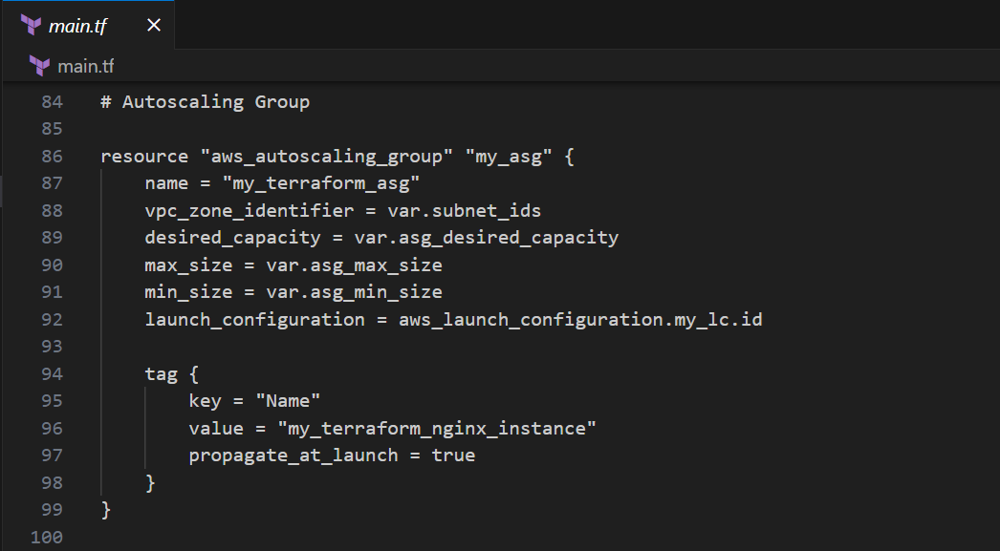 main.tf
main.tf
84 # Autoscaling Group
85
86 resource "aws_autoscaling_group" "my_asg" {
87     name = "my_terraform_asg"
88     vpc_zone_identifier = var.subnet_ids
89     desired_capacity = var.asg_desired_capacity
90     max_size = var.asg_max_size
91     min_size = var.asg_min_size
92     launch_configuration = aws_launch_configuration.my_lc.id
93
94     tag {
95         key = "Name"
96         value = "my_terraform_nginx_instance"
97         propagate_at_launch = true
98     }
99 }
100